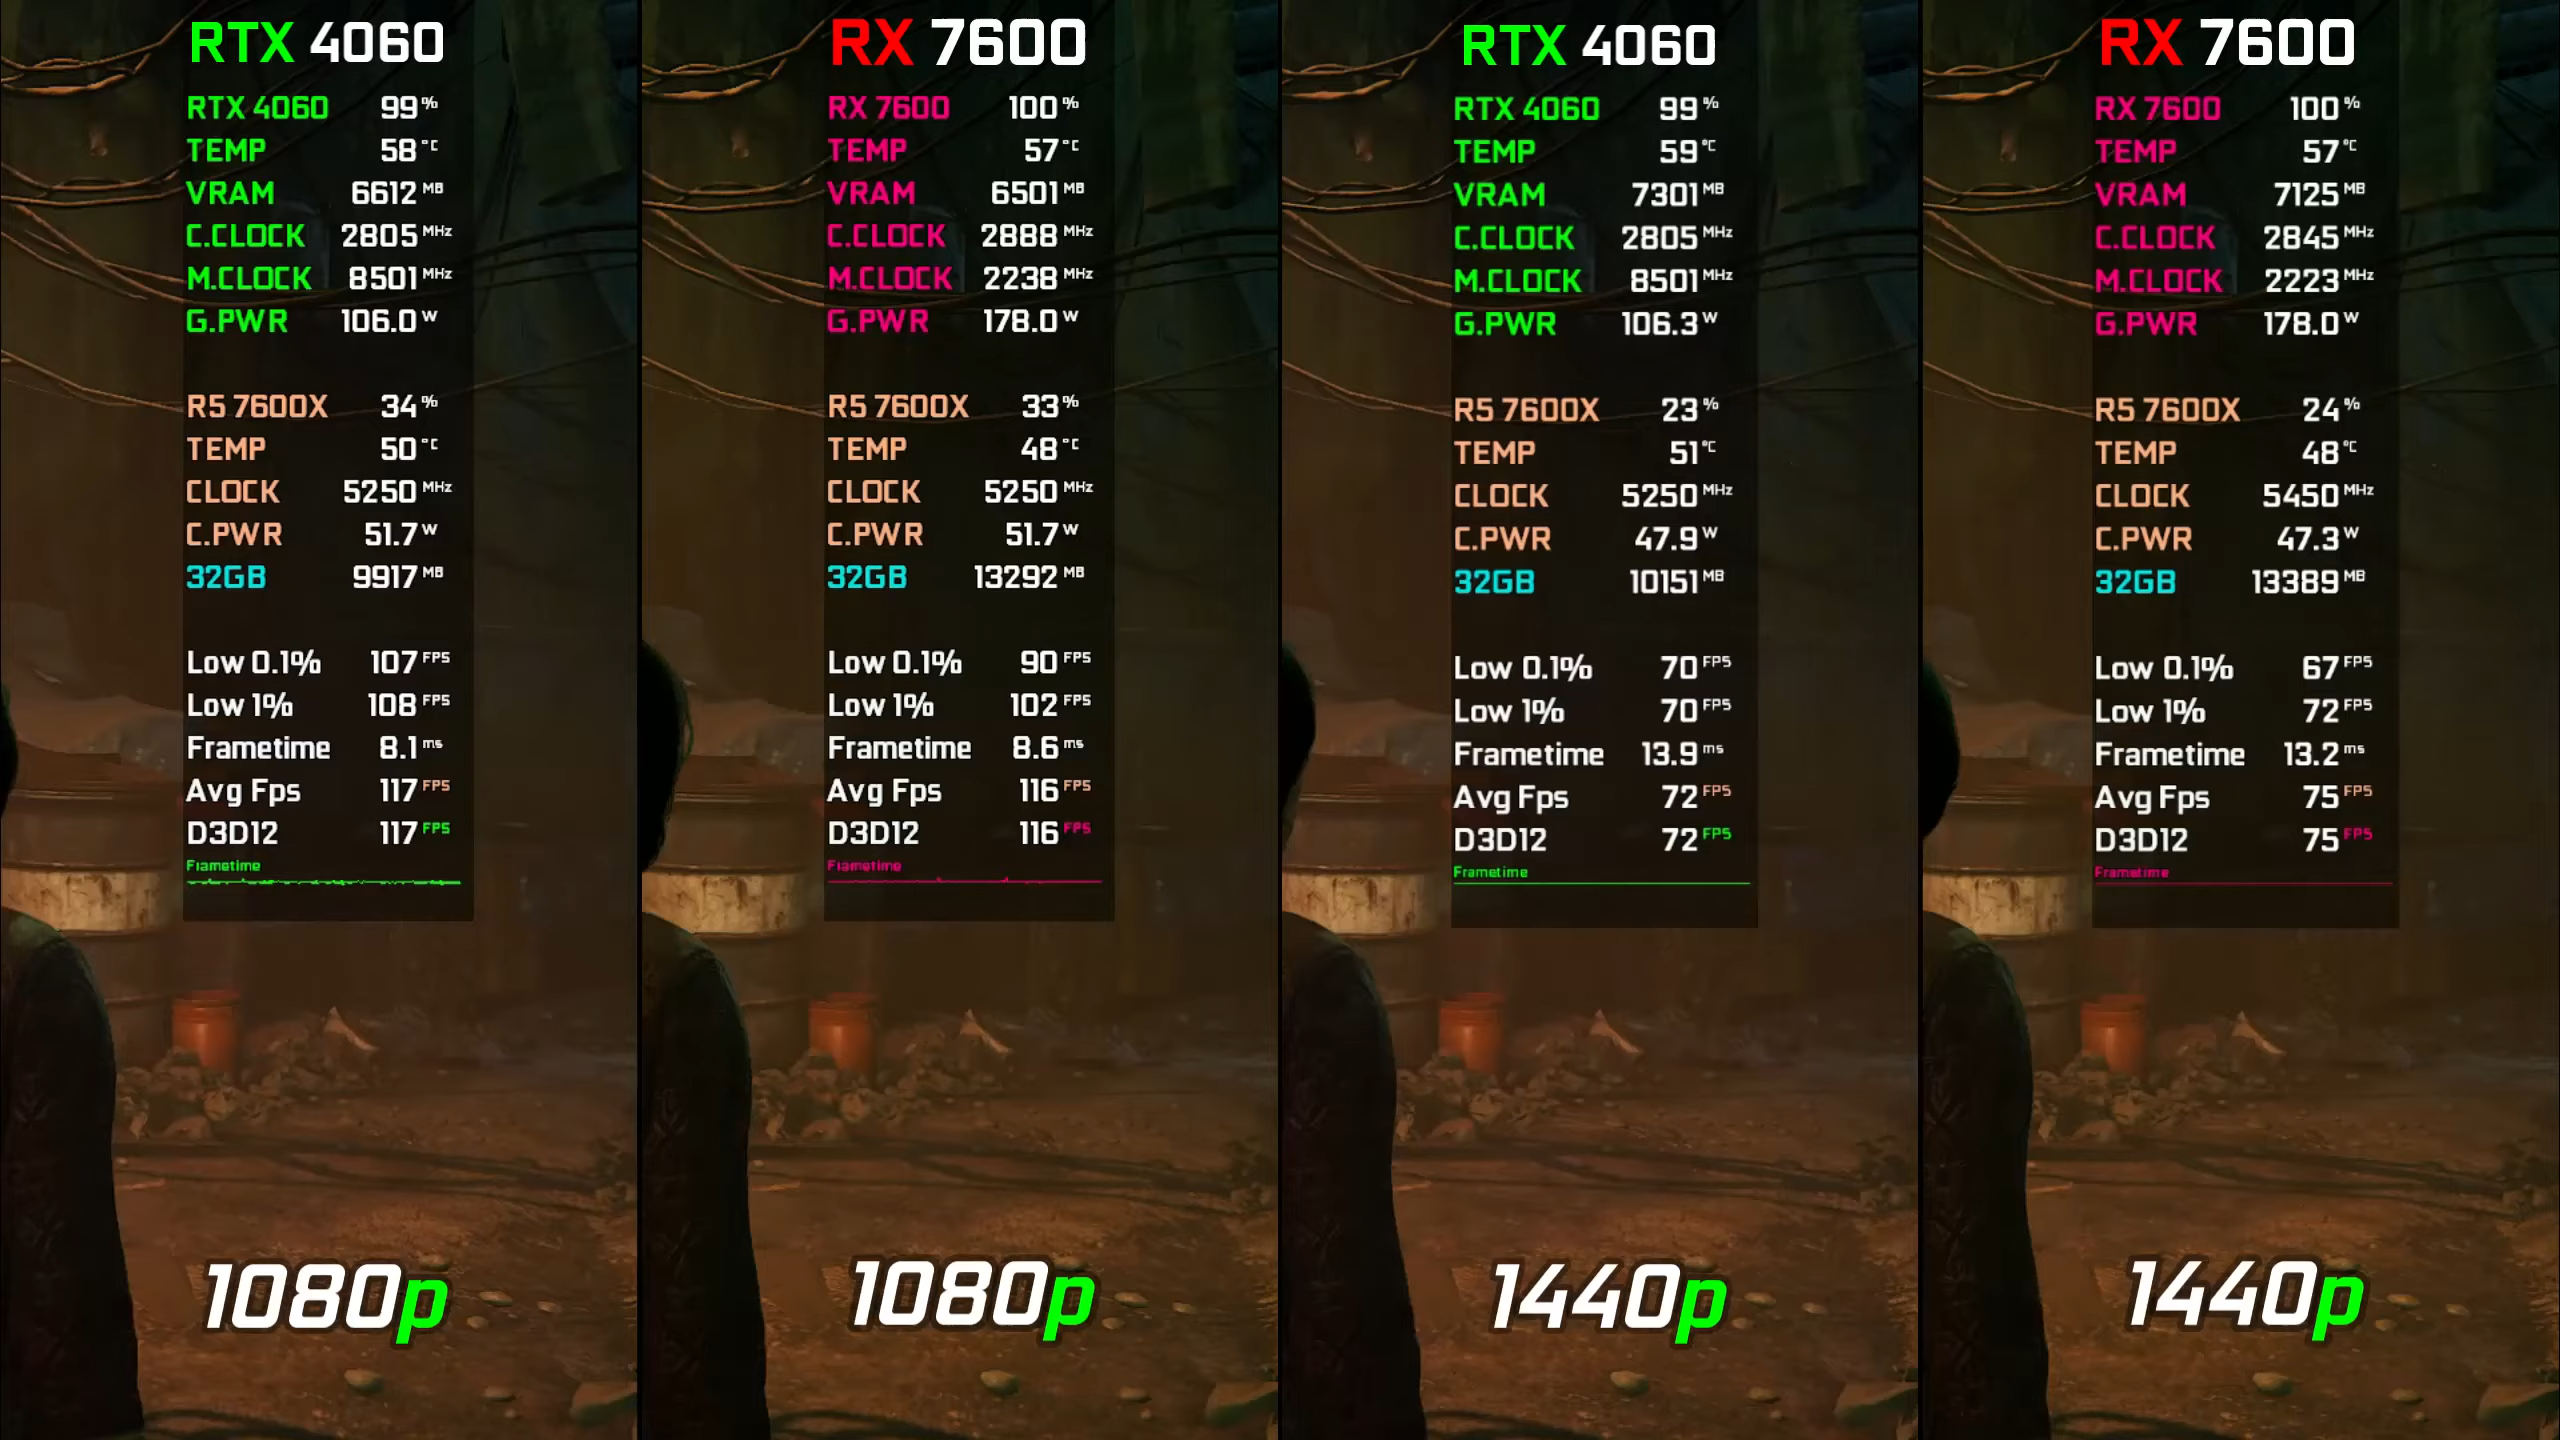 RTX 4060
RTX 4060 99%
TEMP 58°C
VRAM 6612 MB
C.CLOCK 2805 MHz
M.CLOCK 8501 MHz
G.PWR 106.0 W
R5 7600X 34%
TEMP 50°C
CLOCK 5250 MHz
C.PWR 51.7 W
32GB 9917 MB
Low 0.1% 107 FPS
Low 1% 108 FPS
Frametime 8.1 ms
Avg Fps 117 FPS
D3D12 117 FPS
Frametime
1080p
RX 7600
RX 7600 100%
TEMP 57°C
VRAM 6501 MB
C.CLOCK 2888 MHz
M.CLOCK 2238 MHz
G.PWR 178.0 W
R5 7600X 33%
TEMP 48°C
CLOCK 5250 MHz
C.PWR 51.7 W
32GB 13292 MB
Low 0.1% 90 FPS
Low 1% 102 FPS
Frametime 8.6 ms
Avg Fps 116 FPS
D3D12 116 FPS
Frametime
1080p
RTX 4060
RTX 4060 99%
TEMP 59°C
VRAM 7301 MB
C.CLOCK 2805 MHz
M.CLOCK 8501 MHz
G.PWR 106.3 W
R5 7600X 23%
TEMP 51°C
CLOCK 5250 MHz
C.PWR 47.9 W
32GB 10151 MB
Low 0.1% 70 FPS
Low 1% 70 FPS
Frametime 13.9 ms
Avg Fps 72 FPS
D3D12 72 FPS
Frametime
1440p
RX 7600
RX 7600 100%
TEMP 57°C
VRAM 7125 MB
C.CLOCK 2845 MHz
M.CLOCK 2223 MHz
G.PWR 178.0 W
R5 7600X 24%
TEMP 48°C
CLOCK 5450 MHz
C.PWR 47.3 W
32GB 13389 MB
Low 0.1% 67 FPS
Low 1% 72 FPS
Frametime 13.2 ms
Avg Fps 75 FPS
D3D12 75 FPS
Frametime
1440p